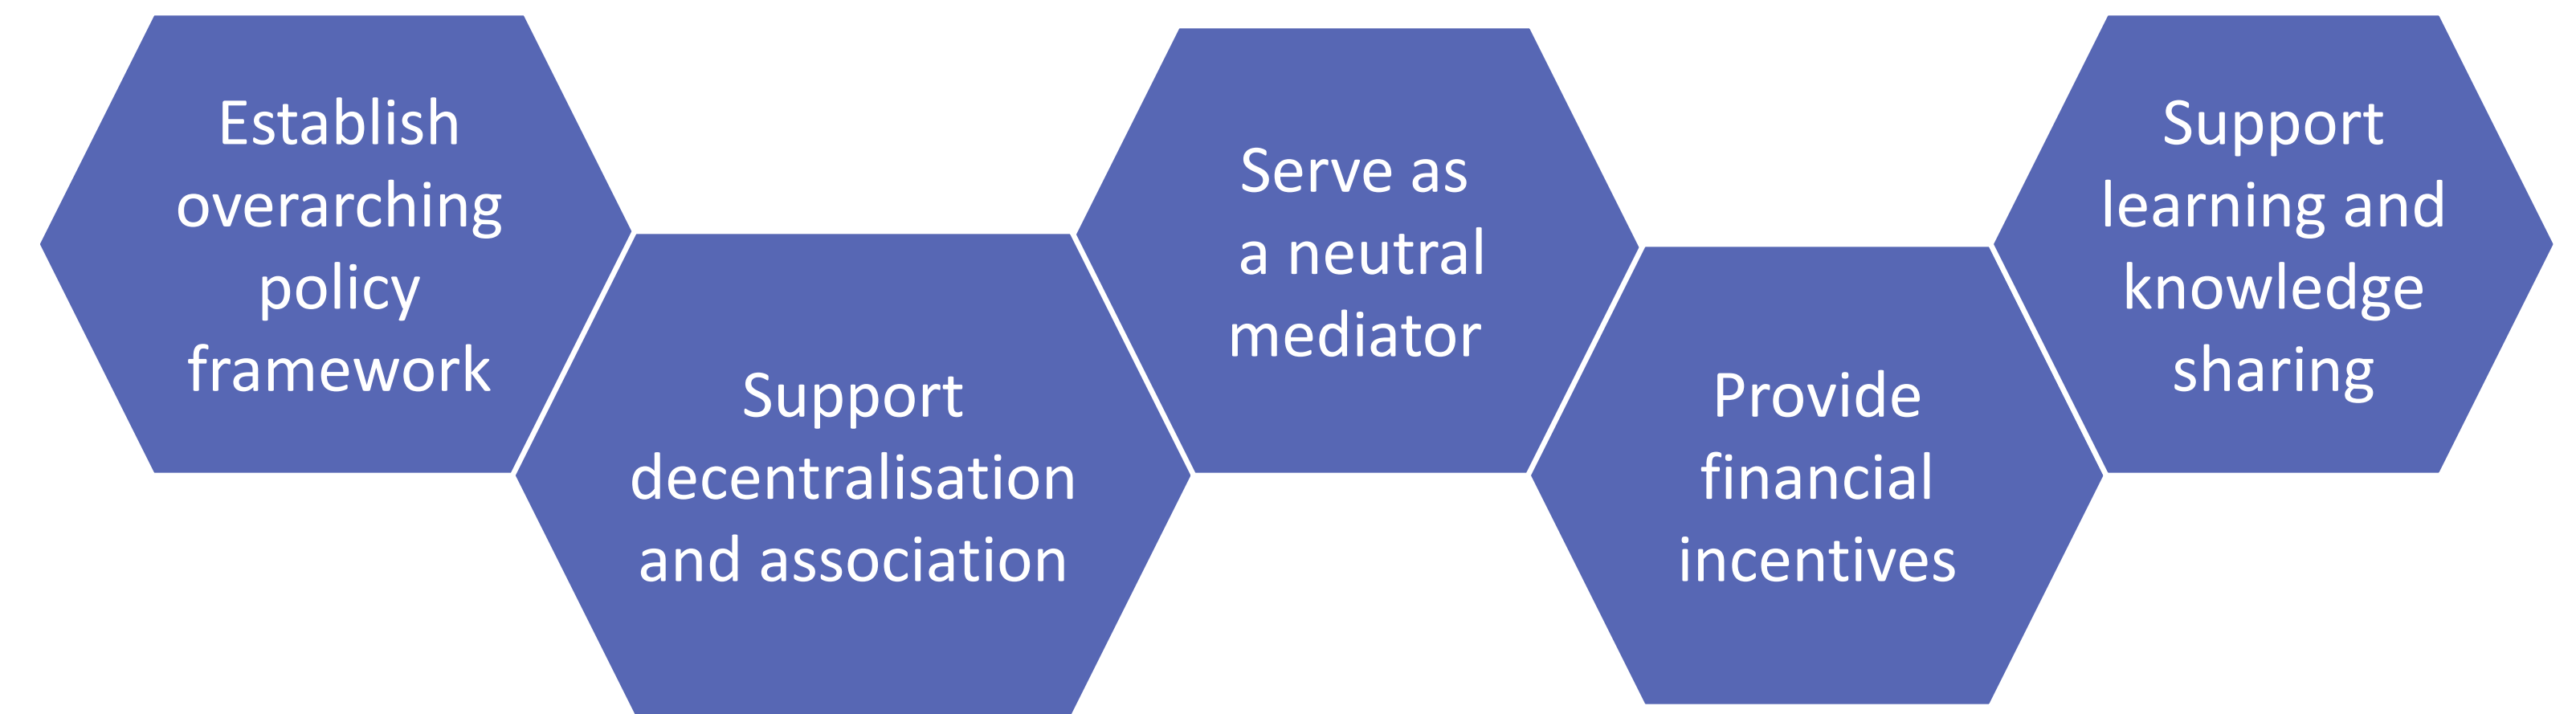 Establish
overarching
policy
framework
Support
decentralisation
and association
Serve as
a neutral
mediator
Provide
financial
incentives
Support
learning and
knowledge
sharing